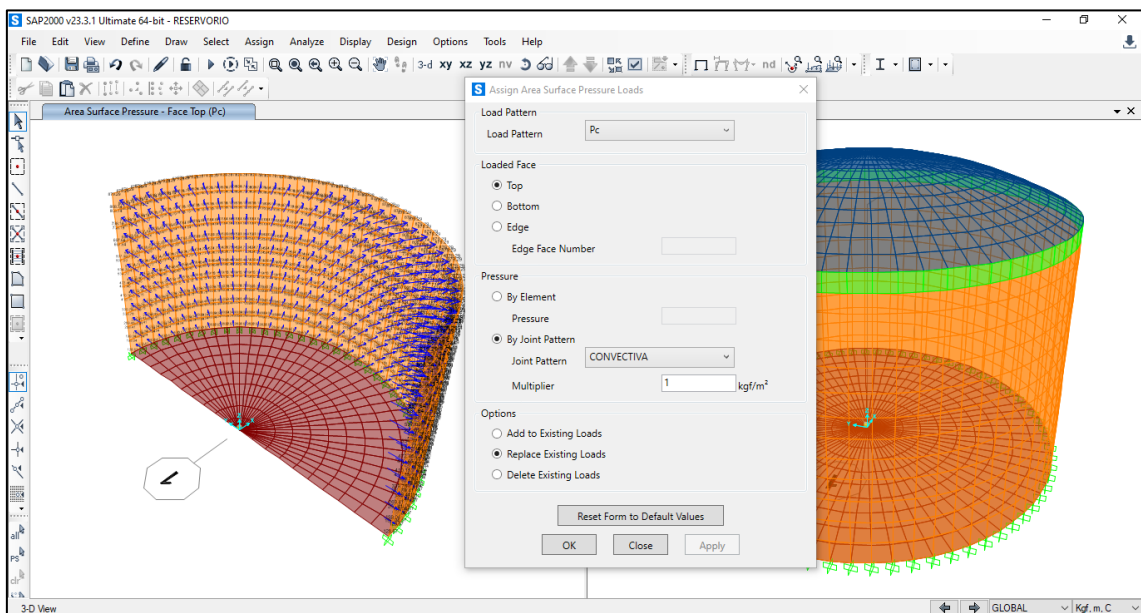 SAP2000 v23.3.1 Ultimate 64-bit - RESERVORIO
File Edit View Define Draw Select Assign Analyze Display Design Options Tools Help
3-d xy xz yz nv nd
Area Surface Pressure - Face Top (Pc)
Assign Area Surface Pressure Loads
Load Pattern
Load Pattern Pc
Loaded Face
Top
Bottom
Edge
Edge Face Number
Pressure
By Element
Pressure
By Joint Pattern
Joint Pattern CONVECTIVA
Multiplier 1 kgf/m²
Options
Add to Existing Loads
Replace Existing Loads
Delete Existing Loads
Reset Form to Default Values
OK Close Apply
all
PS
clr
3-D View GLOBAL Kgf, m, C